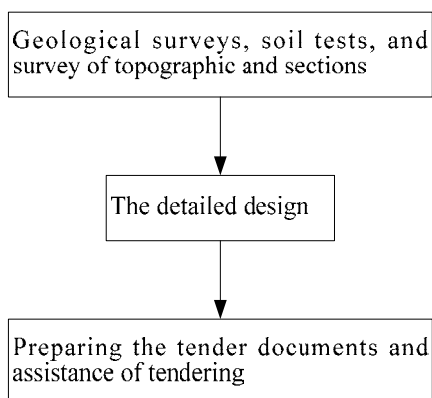 Geological surveys, soil tests, and
survey of topographic and sections
The detailed design
Preparing the tender documents and
assistance of tendering